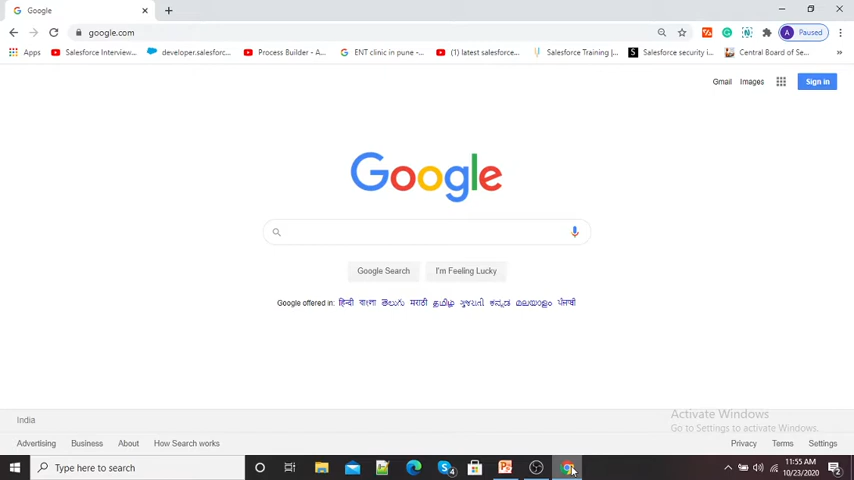 Google
google.com
Paused
Apps
Salesforce Interview...
developer.salesforc...
Process Builder - A...
ENT clinic in pune -...
(1) latest salesforce...
Salesforce Training |...
Salesforce security i...
Central Board of Se...
»
Gmail Images Sign in
Google
Google Search I'm Feeling Lucky
Google offered in: हिन्दी বাংলা తెలుగు मराठी தமிழ் ગુજરાતી ಕನ್ನಡ മലയാളം ਪੰਜਾਬੀ
India
Activate Windows
Go to Settings to activate Windows.
Advertising Business About How Search works Privacy Terms Settings
Type here to search
4
11:55 AM
10/23/2020
2